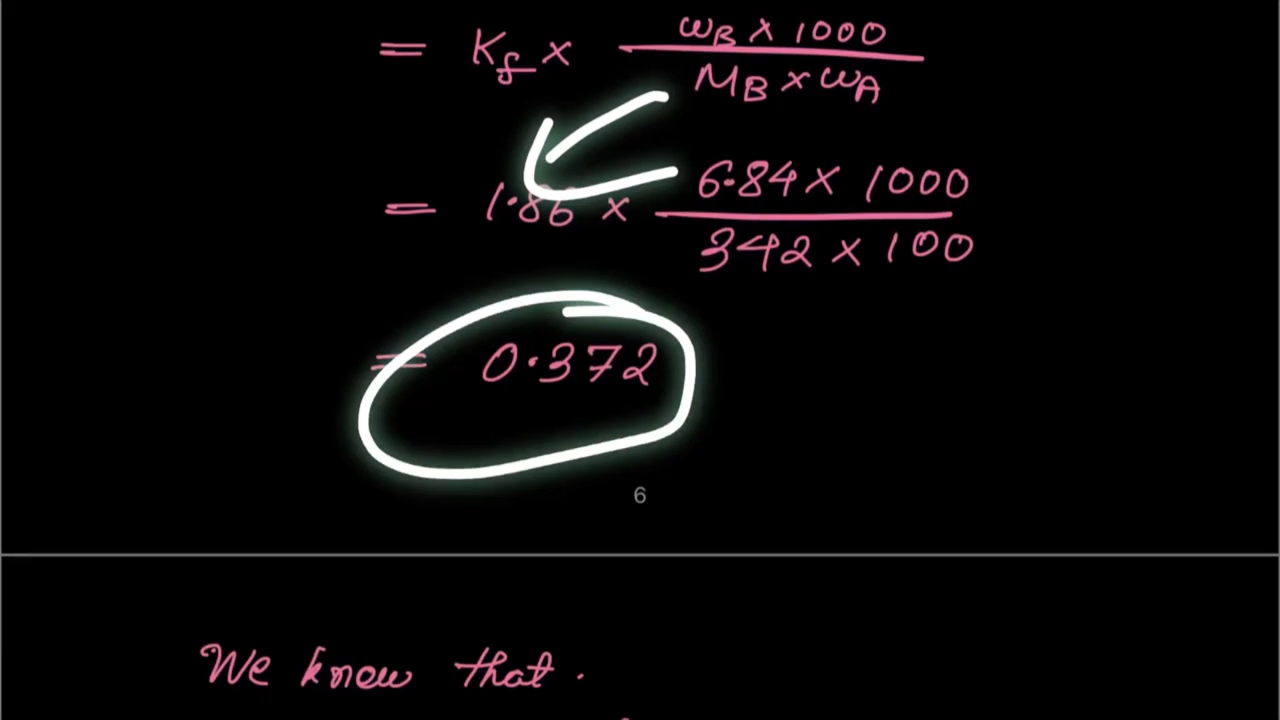 = Kf × wB × 1000 / MB × wA
= 1.86 × 6.84 × 1000 / 342 × 100
= 0.372
6
We know that.